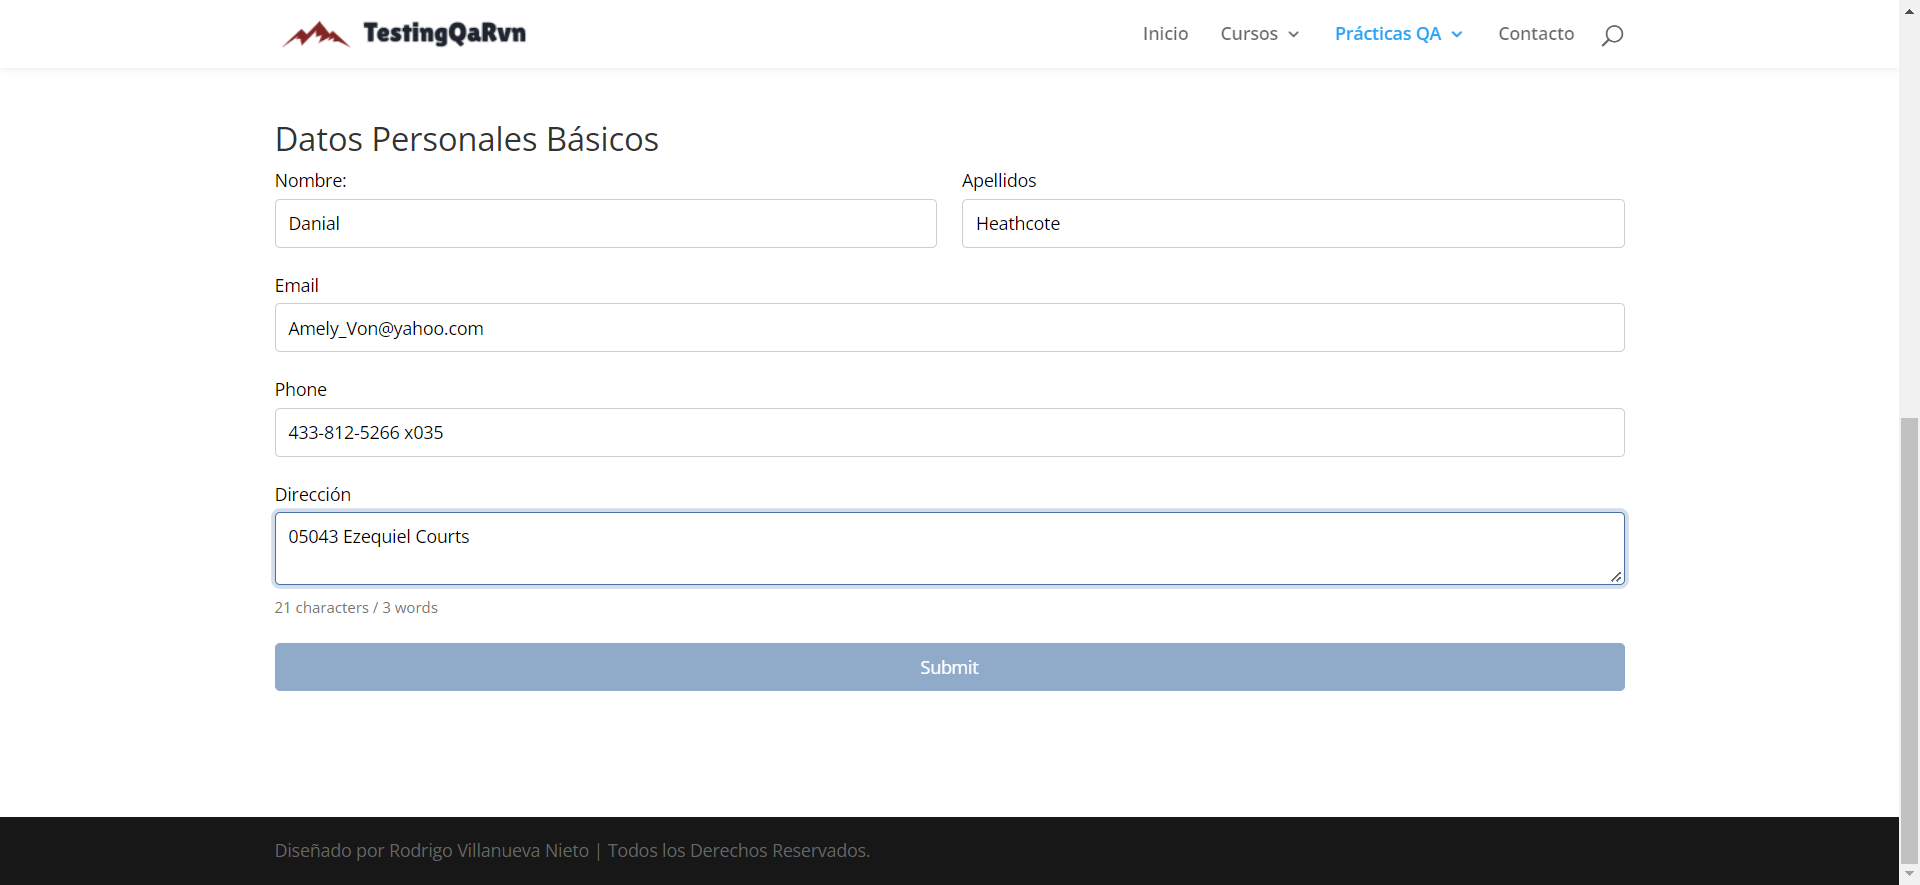 TestingQaRvn
Inicio Cursos Prácticas QA Contacto
Datos Personales Básicos
Nombre: Apellidos
Danial Heathcote
Email
Amely_Von@yahoo.com
Phone
433-812-5266 x035
Dirección
05043 Ezequiel Courts
21 characters / 3 words
Submit
Diseñado por Rodrigo Villanueva Nieto | Todos los Derechos Reservados.